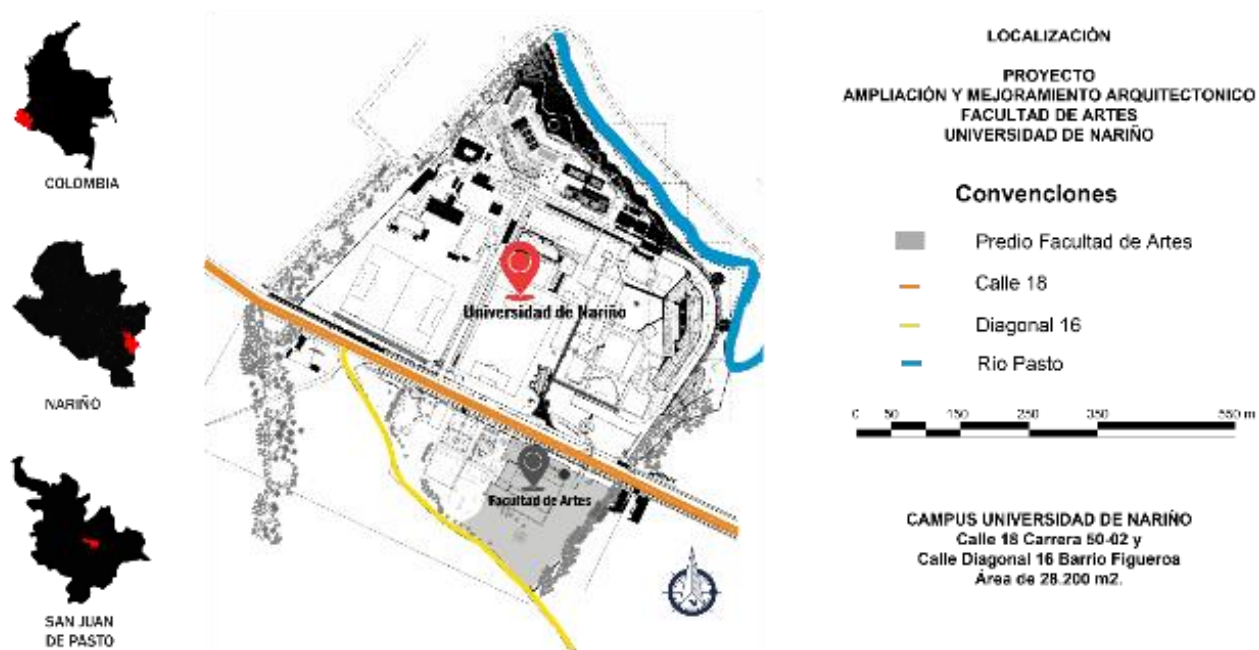 COLOMBIA
NARIÑO
SAN JUAN
DE PASTO
Universidad de Nariño
Facultad de Artes
LOCALIZACIÓN
PROYECTO
AMPLIACIÓN Y MEJORAMIENTO ARQUITECTONICO
FACULTAD DE ARTES
UNIVERSIDAD DE NARIÑO
Convenciones
Predio Facultad de Artes
Calle 18
Diagonal 16
Río Pasto
0 50 150 250 350 550 m
CAMPUS UNIVERSIDAD DE NARIÑO
Calle 18 Carrera 50-02 y
Calle Diagonal 16 Barrio Figueroa
Área de 28.200 m2.